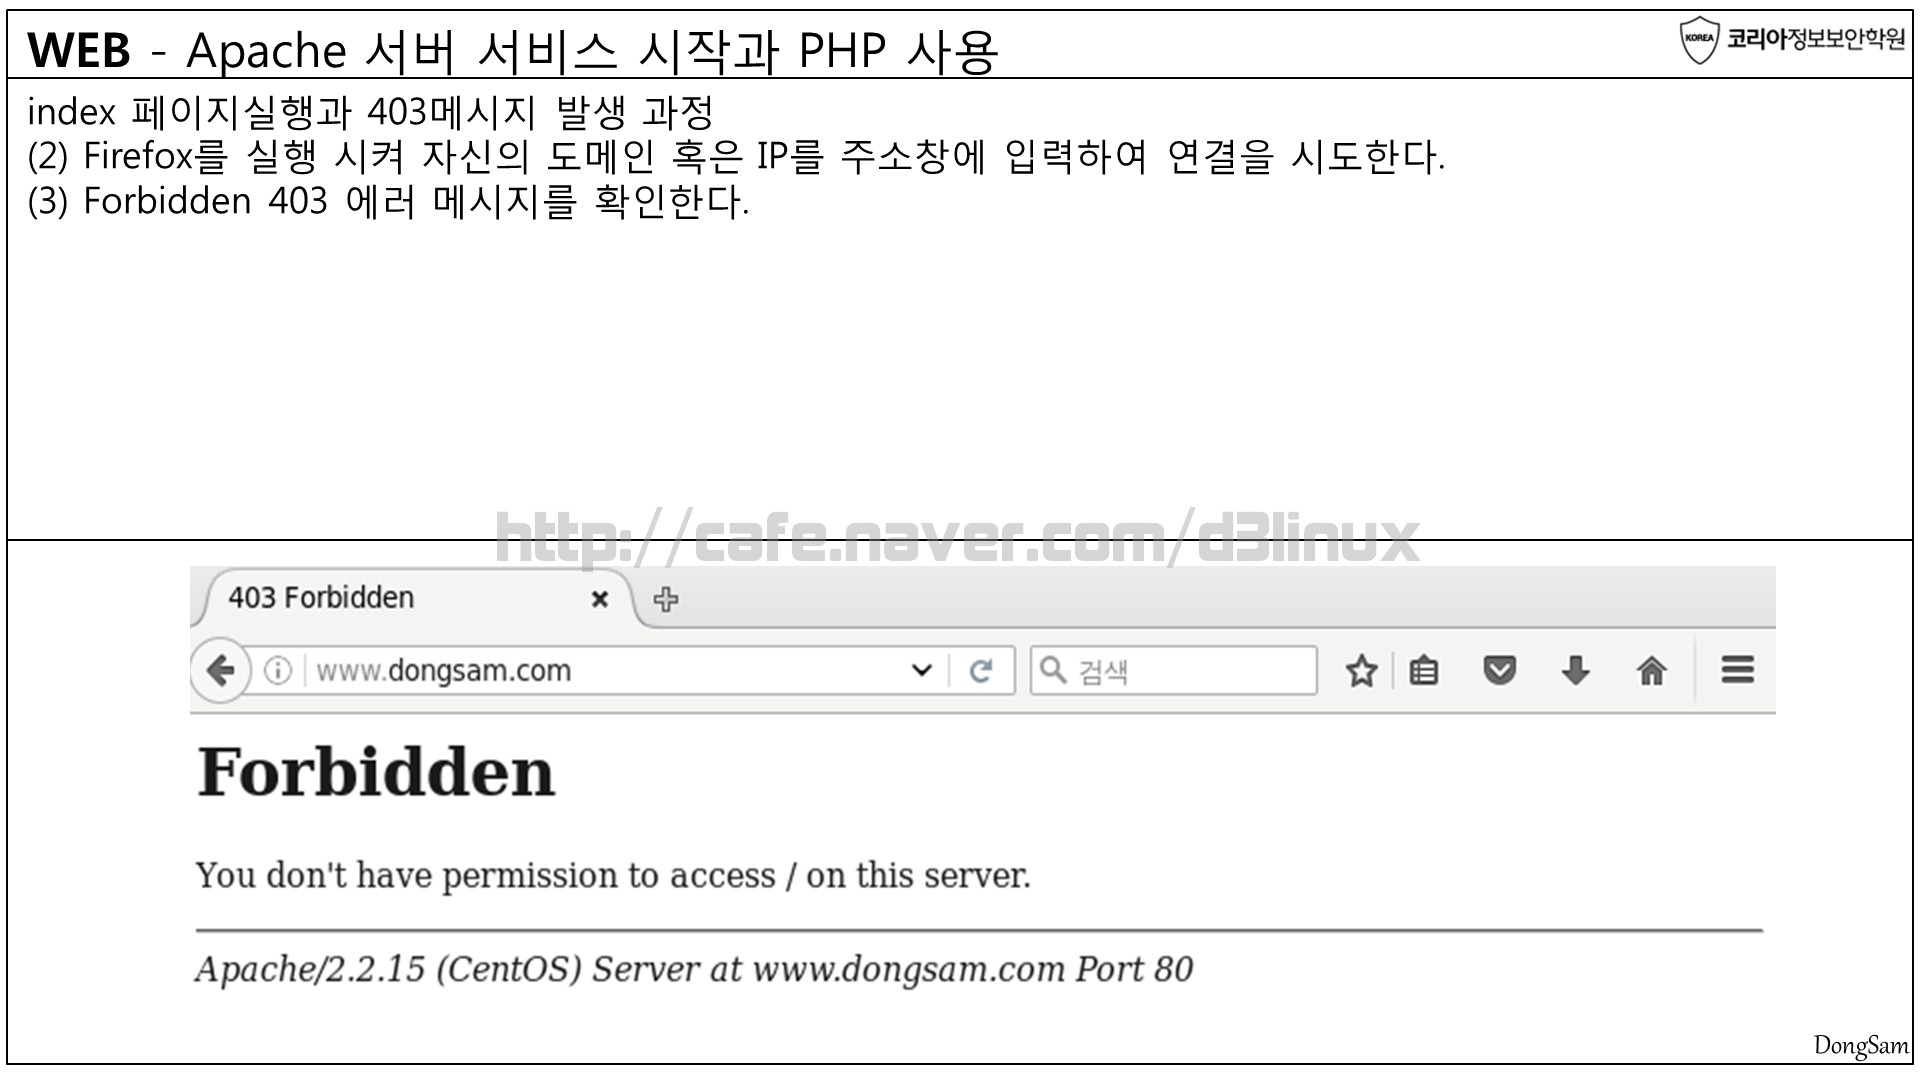 WEB - Apache 서버 서비스 시작과 PHP 사용
KOREA 코리아정보보안학원
index 페이지실행과 403메시지 발생 과정
(2) Firefox를 실행 시켜 자신의 도메인 혹은 IP를 주소창에 입력하여 연결을 시도한다.
(3) Forbidden 403 에러 메시지를 확인한다.
http://cafe.naver.com/d3linux
403 Forbidden
www.dongsam.com
검색
Forbidden
You don't have permission to access / on this server.
Apache/2.2.15 (CentOS) Server at www.dongsam.com Port 80
DongSam